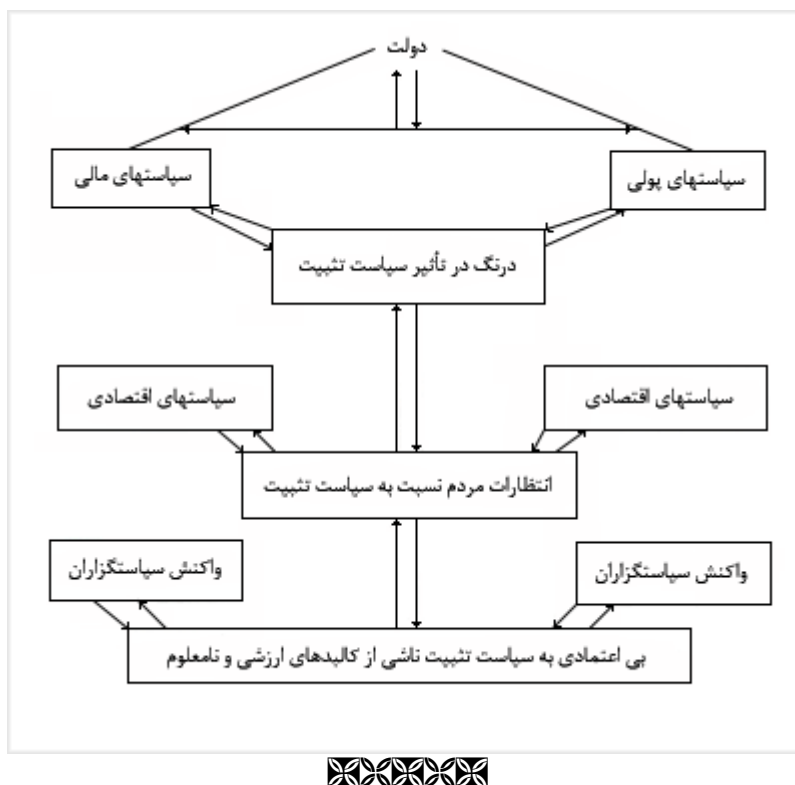 دولت
سیاستهای پولی
سیاستهای مالی
درنگ در تأثیر سیاست تثبیت
سیاستهای اقتصادی
سیاستهای اقتصادی
انتظارات مردم نسبت به سیاست تثبیت
واکنش سیاستگزاران
واکنش سیاستگزاران
بی اعتمادی به سیاست تثبیت ناشی از کالبدهای ارزشی و نامعلوم